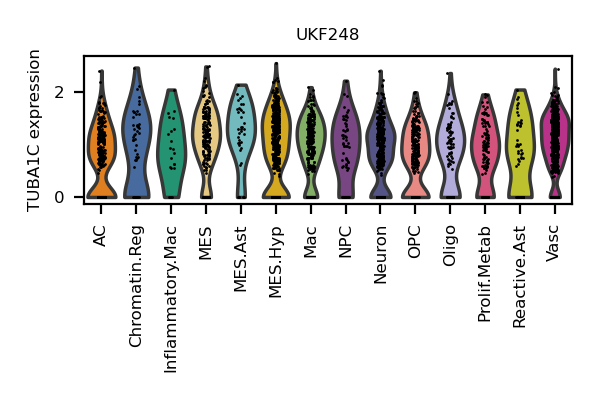 UKF248
TUBA1C expression
2
0
AC
Chromatin.Reg
Inflammatory.Mac
MES
MES.Ast
MES.Hyp
Mac
NPC
Neuron
OPC
Oligo
Prolif.Metab
Reactive.Ast
Vasc